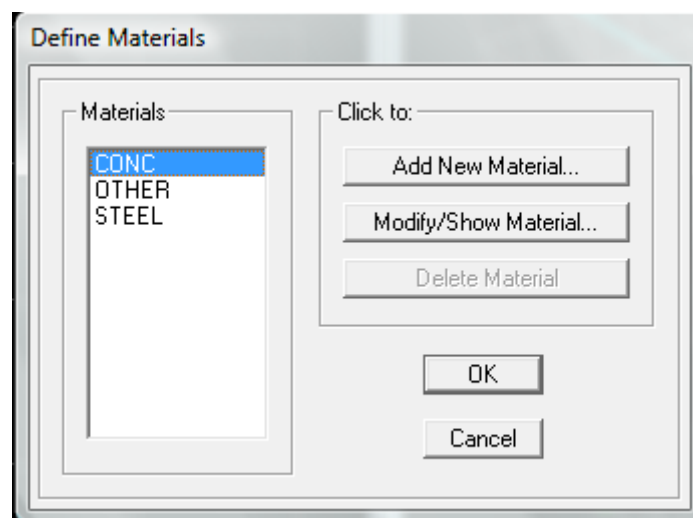 Define Materials
Materials
CONC
OTHER
STEEL
Click to:
Add New Material...
Modify/Show Material...
Delete Material
OK
Cancel